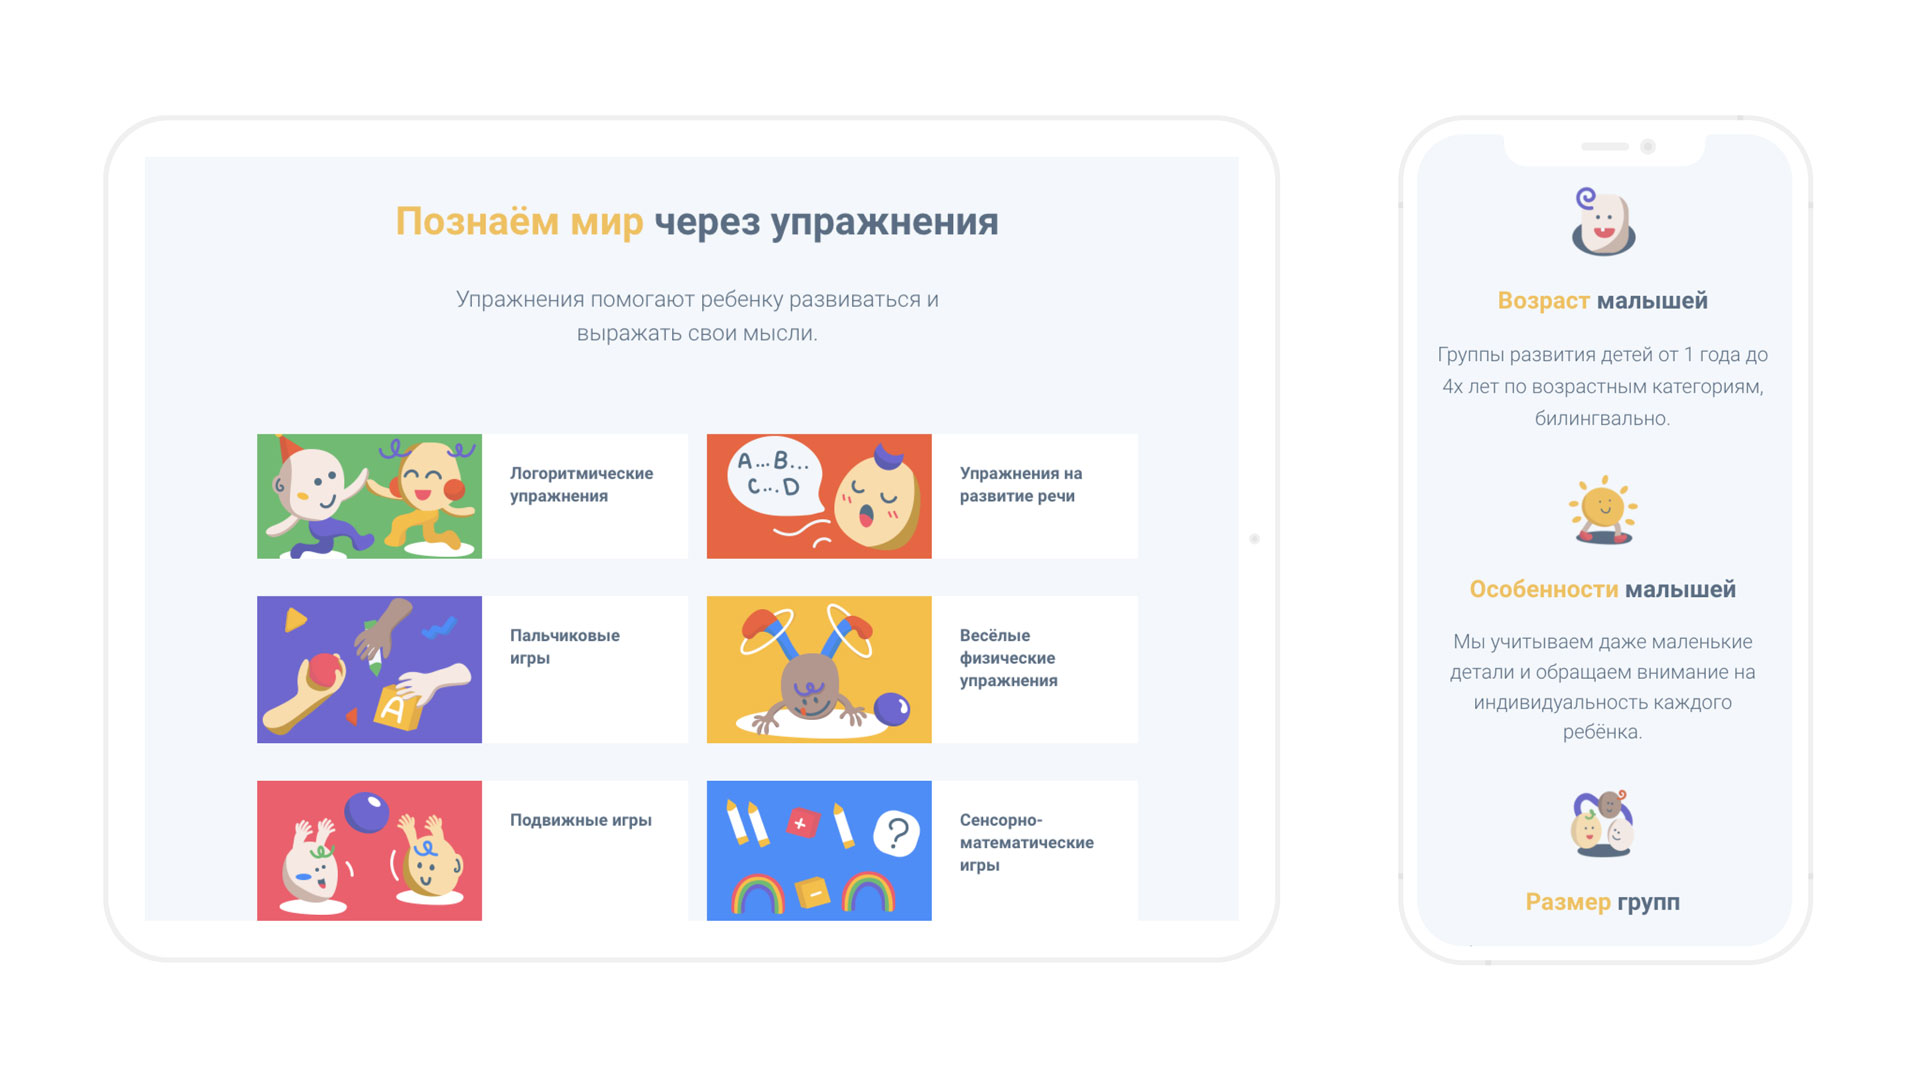 Познаём мир через упражнения
Упражнения помогают ребенку развиваться и
выражать свои мысли.
Логоритмические
упражнения
A...B...
C...D
Упражнения на
развитие речи
Пальчиковые
игры
A
Весёлые
физические
упражнения
Подвижные игры
+
?
-
Сенсорно-
математические
игры
Возраст малышей
Группы развития детей от 1 года до
4х лет по возрастным категориям,
билингвально.
Особенности малышей
Мы учитываем даже маленькие
детали и обращаем внимание на
индивидуальность каждого
ребёнка.
Размер групп